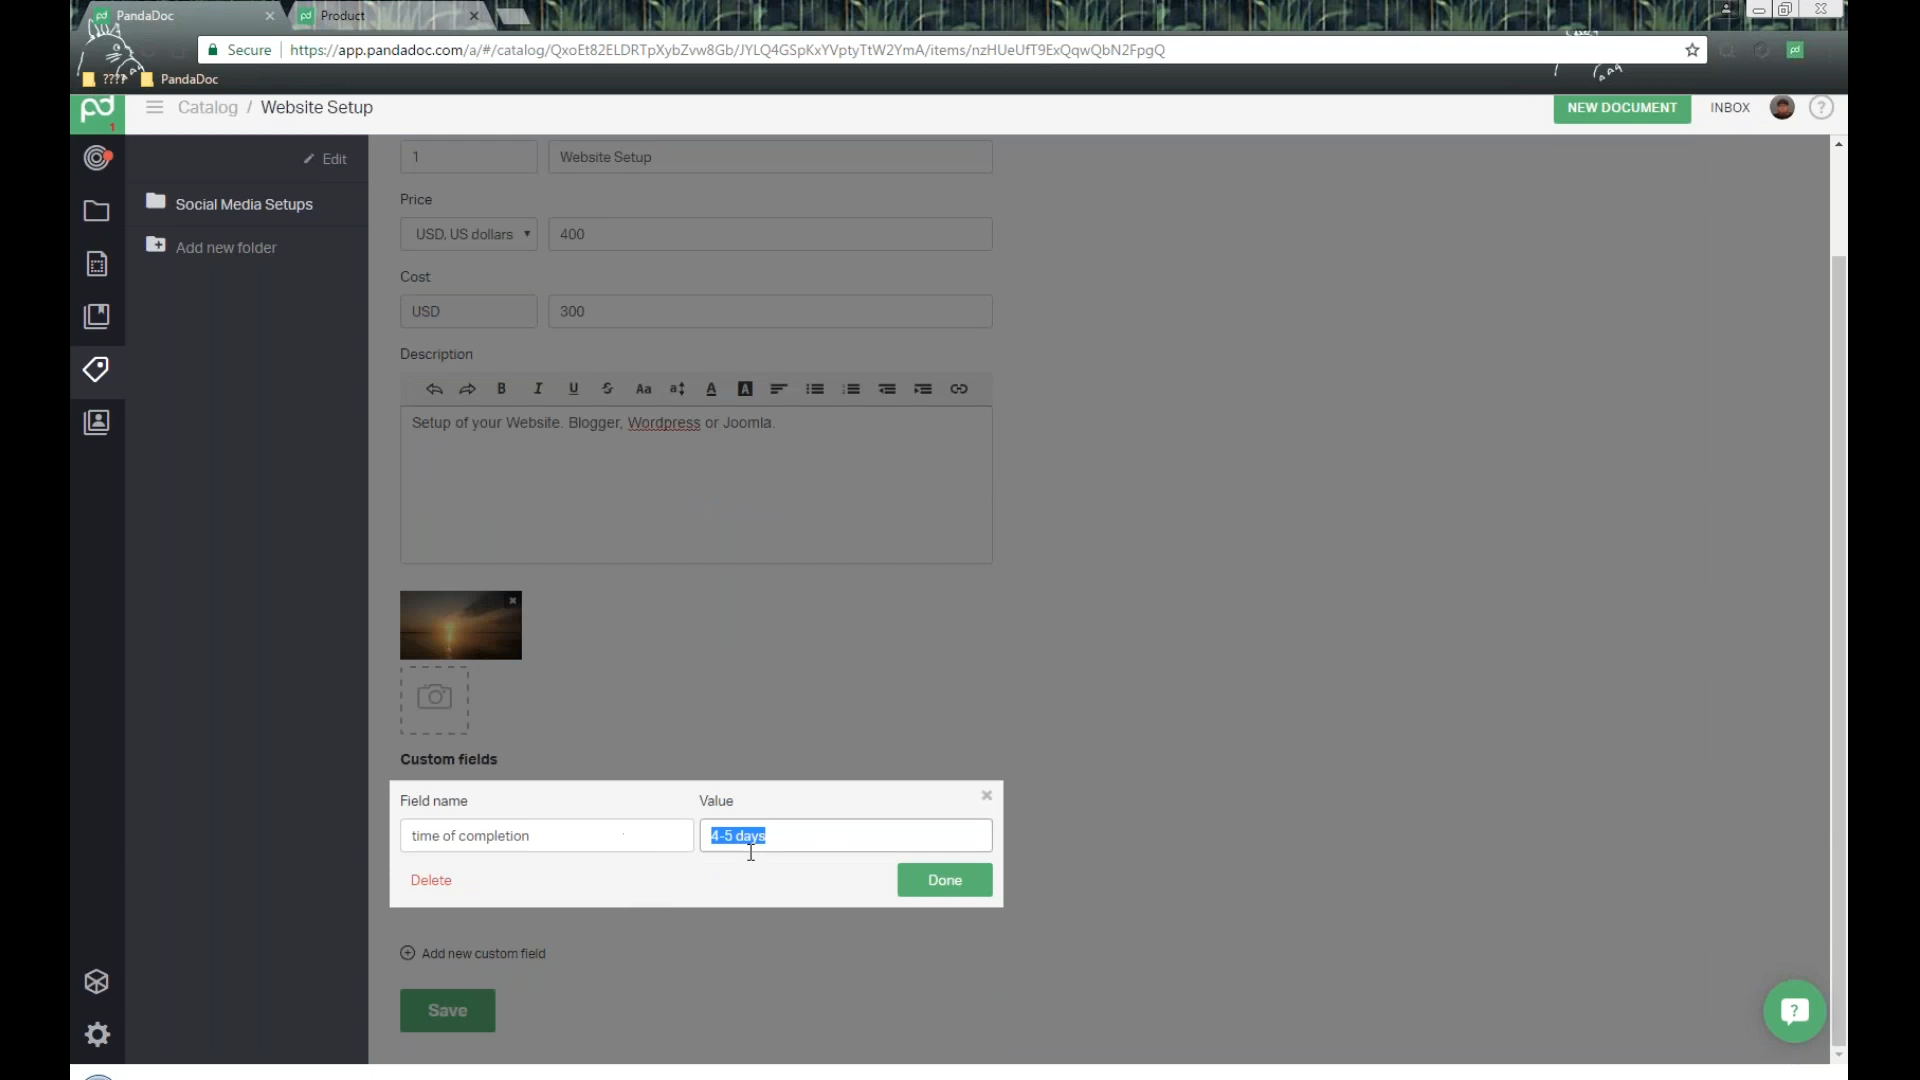 PandaDoc
Product
Secure
https://app.pandadoc.com/a/#/catalog/QxoEt82ELDRTpXybZvw8Gb/JYLQ4GSpKxYVptyTtW2YmA/items/nzHUeUfT9ExQqwQbN2FpgQ
????
PandaDoc
pd
1
Catalog / Website Setup
NEW DOCUMENT
INBOX
Edit
Social Media Setups
Add new folder
1
Website Setup
Price
USD, US dollars
400
Cost
USD
300
Description
Setup of your Website. Blogger, Wordpress or Joomla.
Custom fields
Field name
Value
time of completion
4-5 days
Delete
Done
Add new custom field
Save